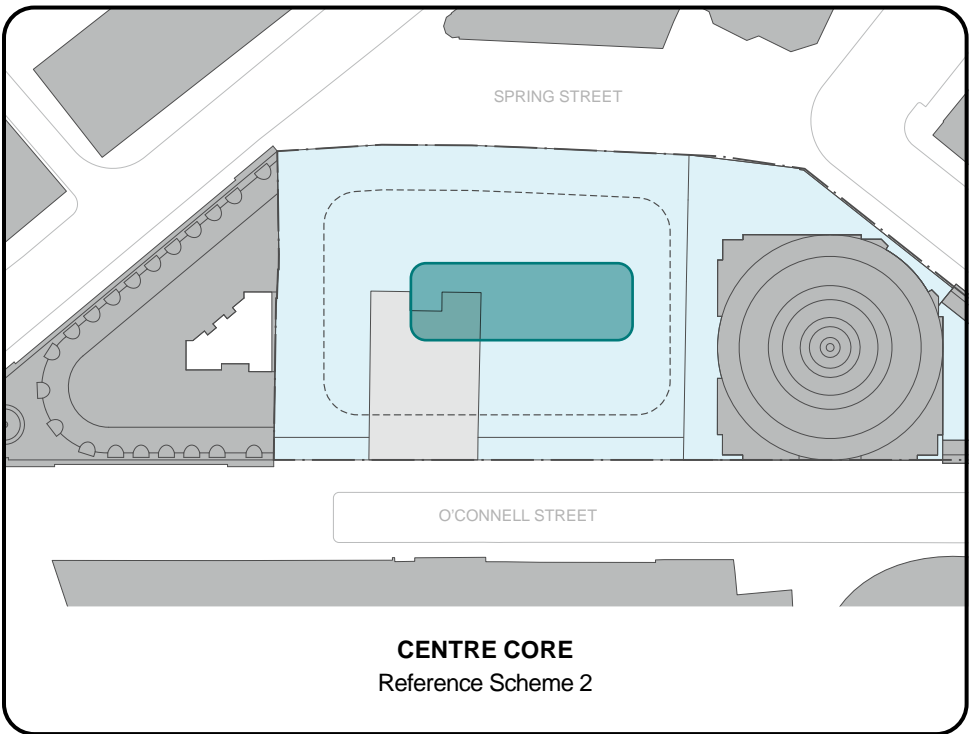 SPRING STREET
O'CONNELL STREET
CENTRE CORE
Reference Scheme 2